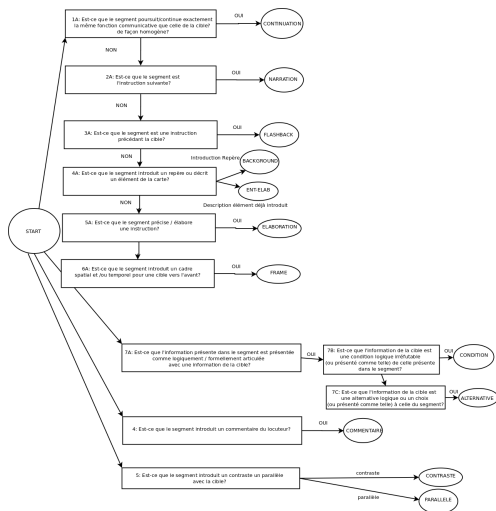 1A: Est-ce que le segment poursuit/continue exactement
la même fonction communicative que celle de la cible?
de façon homogène?
OUI
CONTINUATION
NON
2A: Est-ce que le segment est
l'instruction suivante?
OUI
NARRATION
NON
3A: Est-ce que le segment est une instruction
précédant la cible?
OUI
FLASHBACK
NON
Introduction Repère
BACKGROUND
4A: Est-ce que le segment introduit un repère ou décrit
un élément de la carte?
ENT-ELAB
Description élément déjà introduit
NON
START
5A: Est-ce que le segment précise / élabore
une instruction?
OUI
ELABORATION
6A: Est-ce que le segment introduit un cadre
spatial et /ou temporel pour une cible vers l'avant?
OUI
FRAME
7A: Est-ce que l'information présente dans le segment est présentée
comme logiquement / formellement articulée
avec une information de la cible?
OUI
7B: Est-ce que l'information de la cible est
une condition logique irréfutable
(ou présenté comme telle) de celle présente
dans le segment?
OUI
CONDITION
7C: Est-ce que l'information de la cible est
une alternative logique ou un choix
(ou présenté comme telle) à celle du segment?
OUI
ALTERNATIVE
4: Est-ce que le segment introduit un commentaire du locuteur?
OUI
COMMENTAIRE
5: Est-ce que le segment introduit un contraste un parallèle
avec la cible?
contraste
CONTRASTE
parallèle
PARALLELE